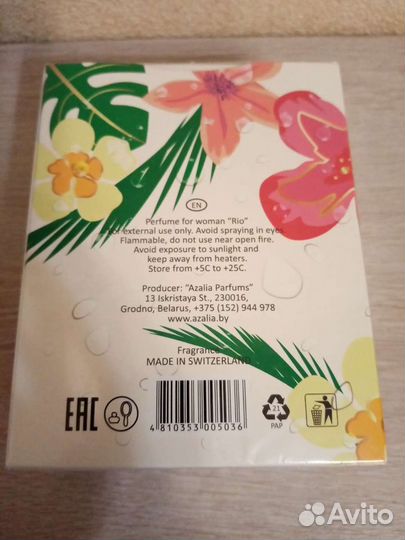 EN
Perfume for woman "Rio"
For external use only. Avoid spraying in eyes.
Flammable, do not use near open fire.
Avoid exposure to sunlight and
keep away from heaters.
Store from +5C to +25C.
Producer: "Azalia Parfums"
13 Iskristaya St., 230016,
Grodno, Belarus, +375 (152) 944 978
www.azalia.by
Fragrance
MADE IN SWITZERLAND
EAC
4 810353 005036
21
PAP
Avito